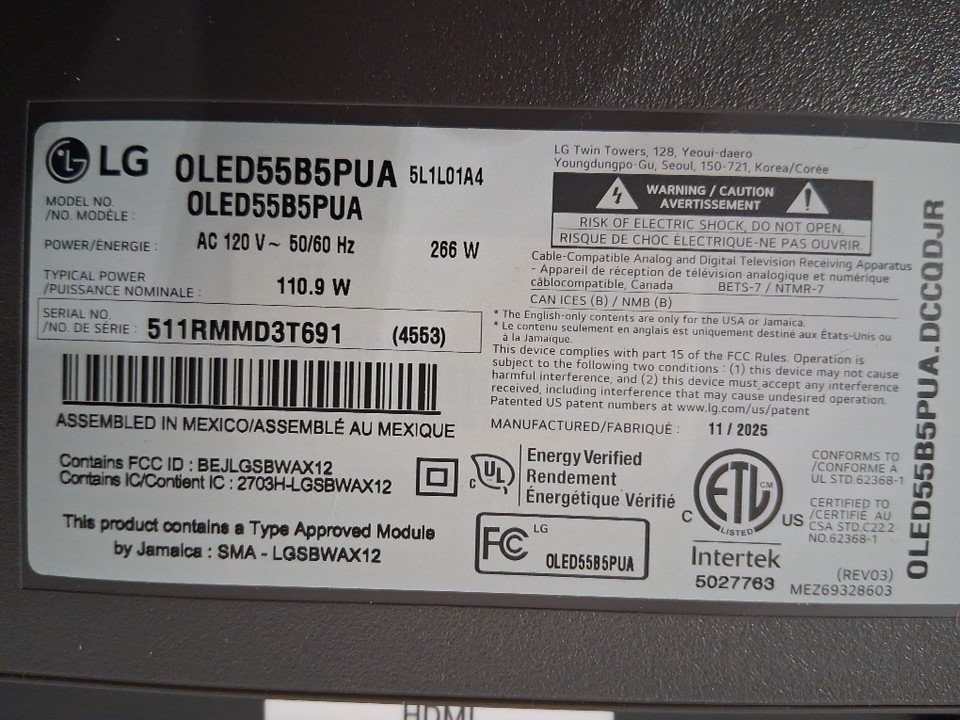 LG OLED55B5PUA 5L1L01A4
MODEL NO.
/NO. MODÈLE : OLED55B5PUA
POWER/ÉNERGIE : AC 120 V~ 50/60 Hz 266 W
TYPICAL POWER
/PUISSANCE NOMINALE : 110.9 W
SERIAL NO.
/NO. DE SÉRIE : 511RMMD3T691 (4553)
ASSEMBLED IN MEXICO/ASSEMBLÉ AU MEXIQUE
Contains FCC ID : BEJLGSBWAX12
Contains IC/Contient IC : 2703H-LGSBWAX12
This product contains a Type Approved Module
by Jamaica : SMA - LGSBWAX12
LG Twin Towers, 128, Yeoui-daero
Youngdungpo-Gu, Seoul, 150-721, Korea/Corée
WARNING / CAUTION
AVERTISSEMENT
RISK OF ELECTRIC SHOCK, DO NOT OPEN.
RISQUE DE CHOC ÉLECTRIQUE-NE PAS OUVRIR.
Cable-Compatible Analog and Digital Television Receiving Apparatus
- Appareil de réception de télévision analogique et numérique
câblocompatible, Canada BETS-7 / NTMR-7
CAN ICES (B) / NMB (B)
* The English-only contents are only for the USA or Jamaica.
* Le contenu seulement en anglais est uniquement destiné aux États-Unis ou
à la Jamaïque.
This device complies with part 15 of the FCC Rules. Operation is
subject to the following two conditions : (1) this device may not cause
harmful interference, and (2) this device must accept any interference
received, including interference that may cause undesired operation.
Patented US patent numbers at www.lg.com/us/patent
MANUFACTURED/FABRIQUÉ : 11 / 2025
C UL
Energy Verified
Rendement
Énergétique Vérifié
FC LG
OLED55B5PUA
C ETL CM US
LISTED
Intertek
5027763
CONFORMS TO
/CONFORME À
UL STD.62368-1
CERTIFIED TO
/CERTIFIÉ AU
CSA STD.C22.2
NO.62368-1
(REV03)
MEZ69328603
OLED55B5PUA.DCCQDJR
HDMI